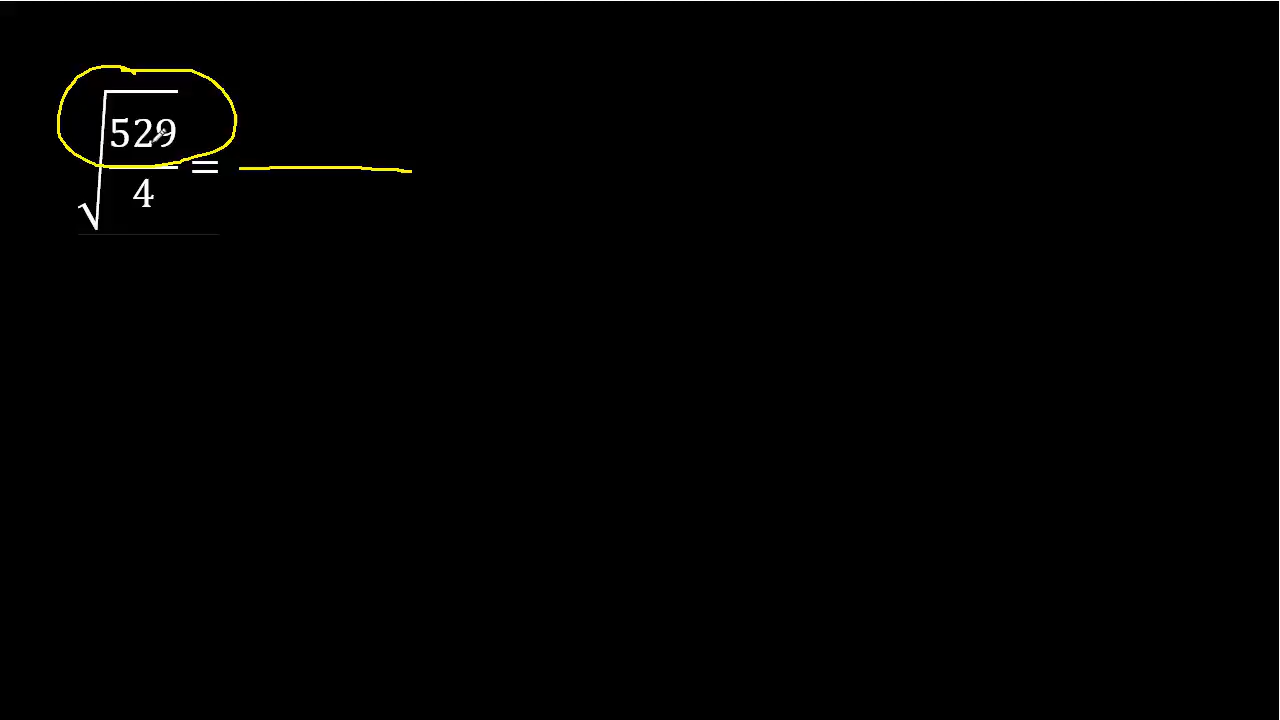 √(529/4) =